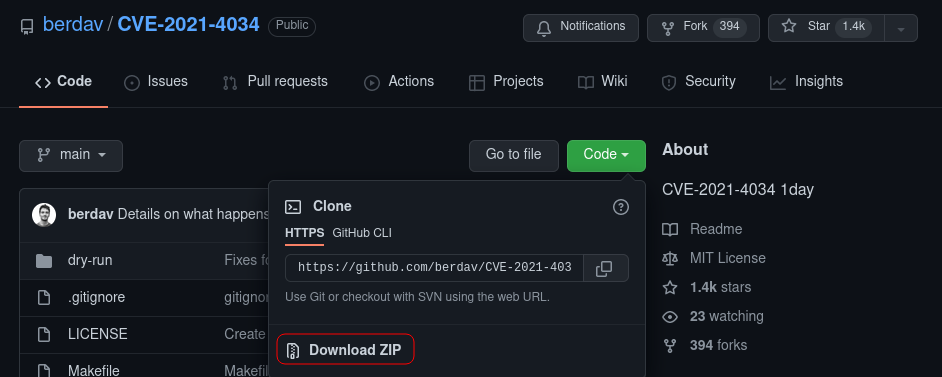 berdav / CVE-2021-4034 Public
Notifications Fork 394 Star 1.4k
Code Issues Pull requests Actions Projects Wiki Security Insights
main Go to file Code
About
CVE-2021-4034 1day
Readme
MIT License
1.4k stars
23 watching
394 forks
berdav Details on what happens
dry-run Fixes fo
.gitignore gitignor
LICENSE Create
Makefile Makefil
Clone
HTTPS GitHub CLI
https://github.com/berdav/CVE-2021-403
Use Git or checkout with SVN using the web URL.
Download ZIP